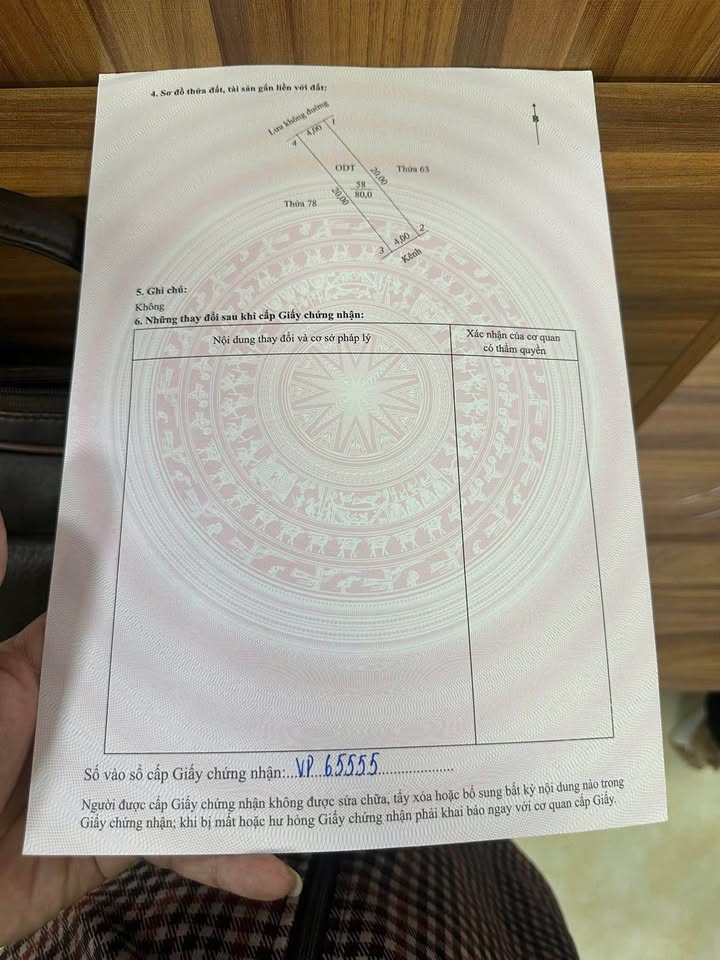 4. Sơ đồ thửa đất, tài sản gắn liền với đất:
Lưu không đường
B
4
4,00
1
ODT
20,00
Thửa 63
58
80,0
20,00
Thửa 78
2
4,00
3
Kênh
5. Ghi chú:
Không
6. Những thay đổi sau khi cấp Giấy chứng nhận:
Nội dung thay đổi và cơ sở pháp lý
Xác nhận của cơ quan
có thẩm quyền
Số vào sổ cấp Giấy chứng nhận:...VP 65555...................
Người được cấp Giấy chứng nhận không được sửa chữa, tẩy xóa hoặc bổ sung bất kỳ nội dung nào trong
Giấy chứng nhận; khi bị mất hoặc hư hỏng Giấy chứng nhận phải khai báo ngay với cơ quan cấp Giấy.